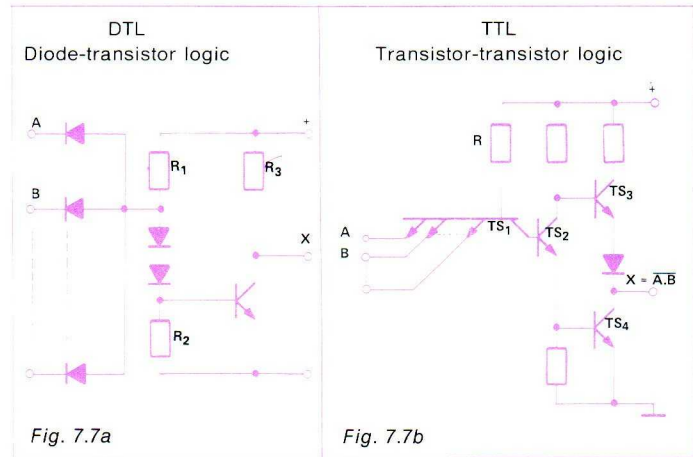 DTL
Diode-transistor logic
A
B
R1
R3
+
X
R2
Fig. 7.7a
TTL
Transistor-transistor logic
+
R
TS3
A
B
TS1
TS2
X = A.B
TS4
Fig. 7.7b